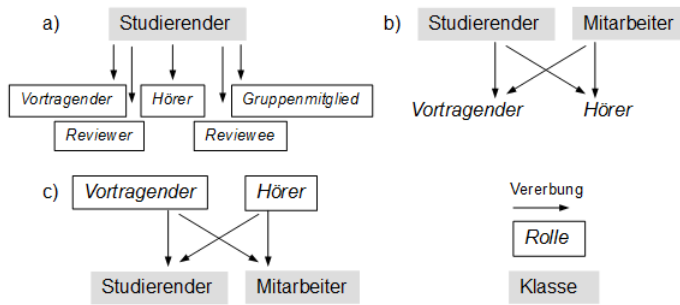 a) Studierender
Vortragender Hörer Gruppenmitglied
Reviewer Reviewee
b) Studierender Mitarbeiter
Vortragender Hörer
c) Vortragender Hörer
Studierender Mitarbeiter
Vererbung
Rolle
Klasse